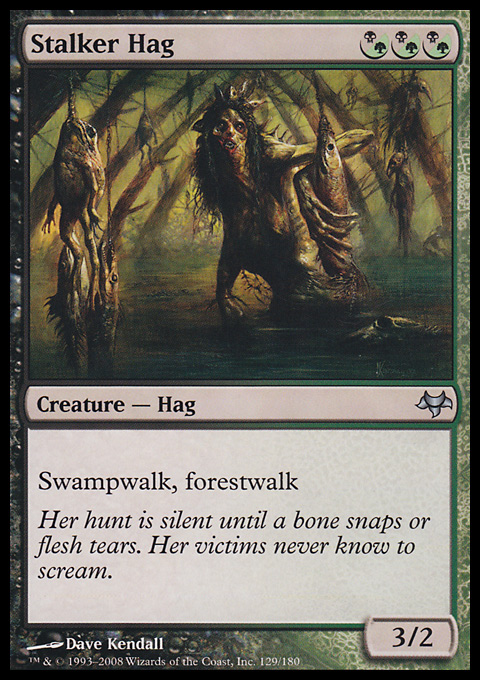 Stalker Hag
Creature — Hag
Swampwalk, forestwalk
Her hunt is silent until a bone snaps or
flesh tears. Her victims never know to
scream.
3/2
Dave Kendall
™ & © 1993–2008 Wizards of the Coast, Inc. 129/180